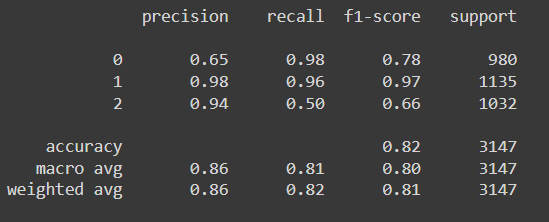 precision recall f1-score support
0 0.65 0.98 0.78 980
1 0.98 0.96 0.97 1135
2 0.94 0.50 0.66 1032
accuracy 0.82 3147
macro avg 0.86 0.81 0.80 3147
weighted avg 0.86 0.82 0.81 3147